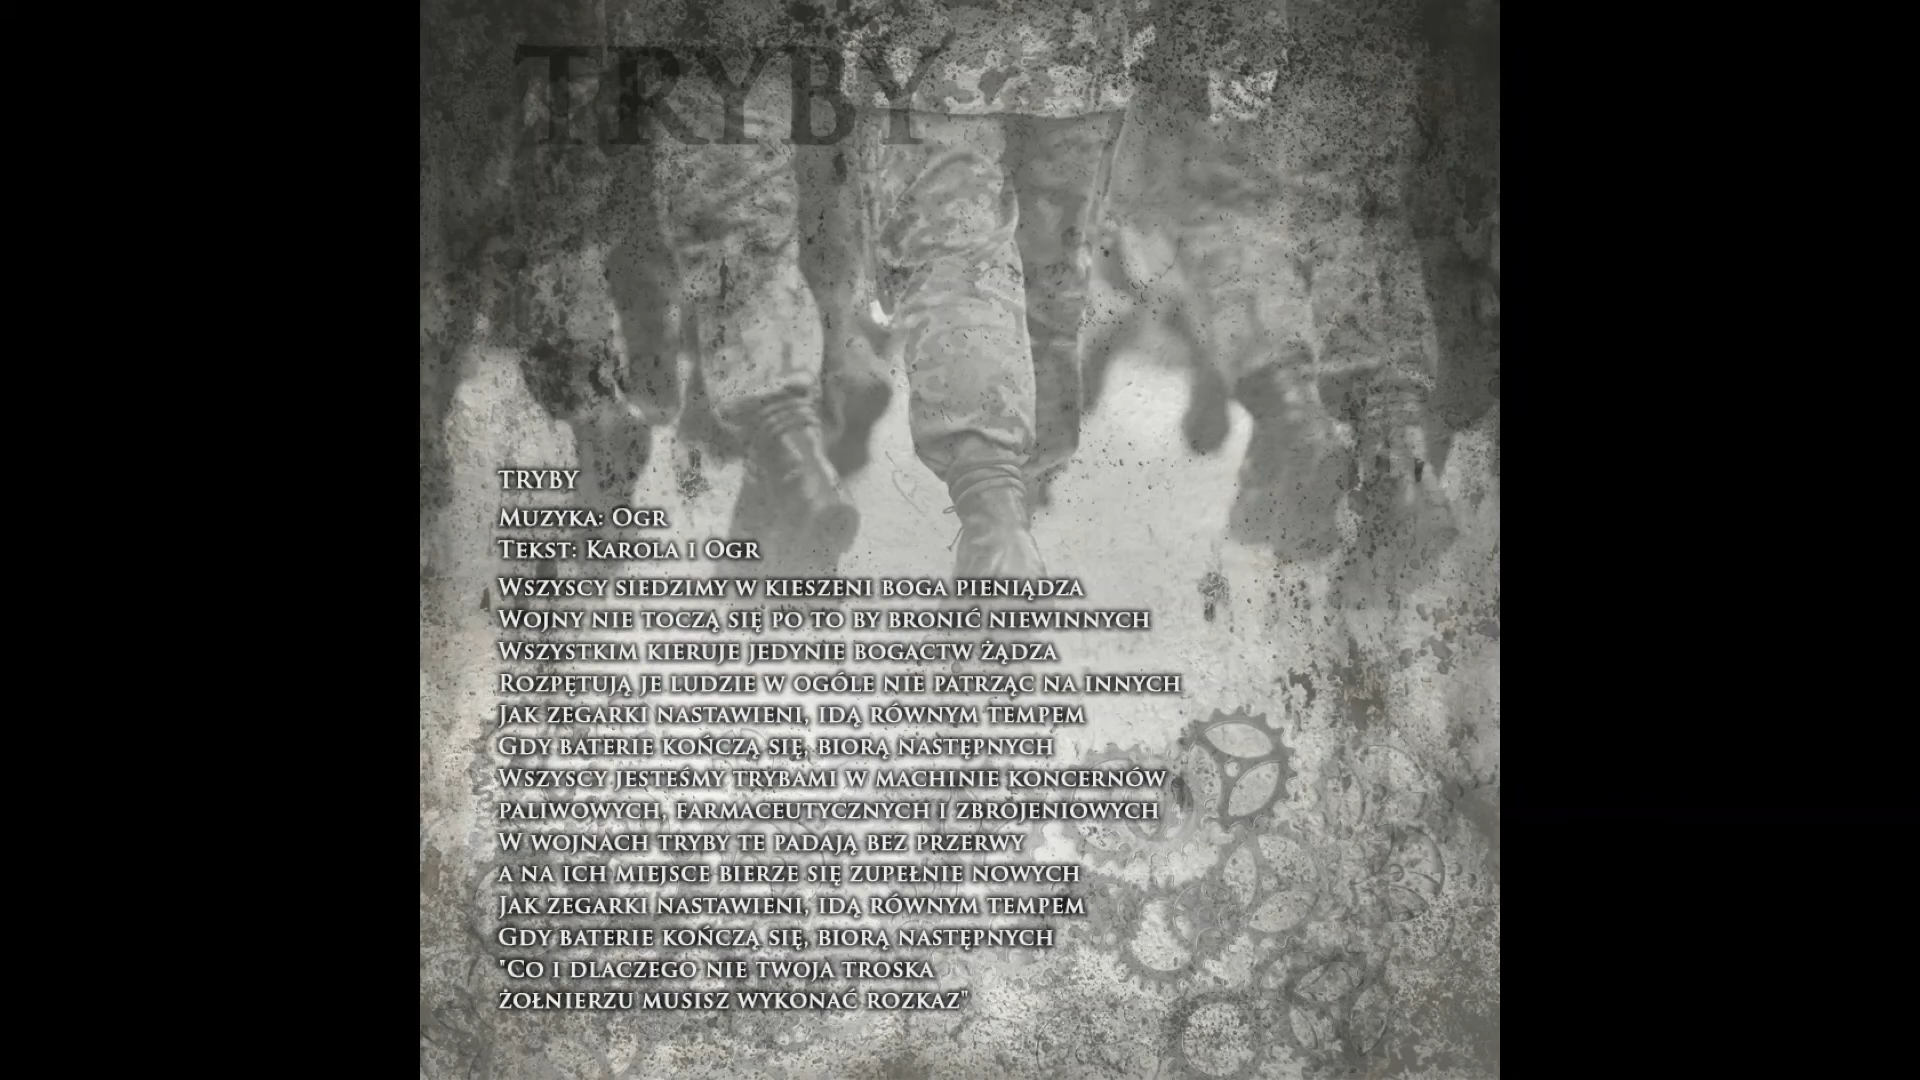 TRYBY
TRYBY
Muzyka: Ogr
Tekst: Karola i Ogr
Wszyscy siedzimy w kieszeni boga pieniądza
Wojny nie toczą się po to by bronić niewinnych
Wszystkim kieruje jedynie bogactw żądza
Rozpętują je ludzie w ogóle nie patrząc na innych
Jak zegarki nastawieni, idą równym tempem
Gdy baterie kończą się, biorą następnych
Wszyscy jesteśmy trybami w machinie koncernów
paliwowych, farmaceutycznych i zbrojeniowych
W wojnach tryby te padają bez przerwy
a na ich miejsce bierze się zupełnie nowych
Jak zegarki nastawieni, idą równym tempem
Gdy baterie kończą się, biorą następnych
"Co i dlaczego nie twoja troska
żołnierzu musisz wykonać rozkaz"